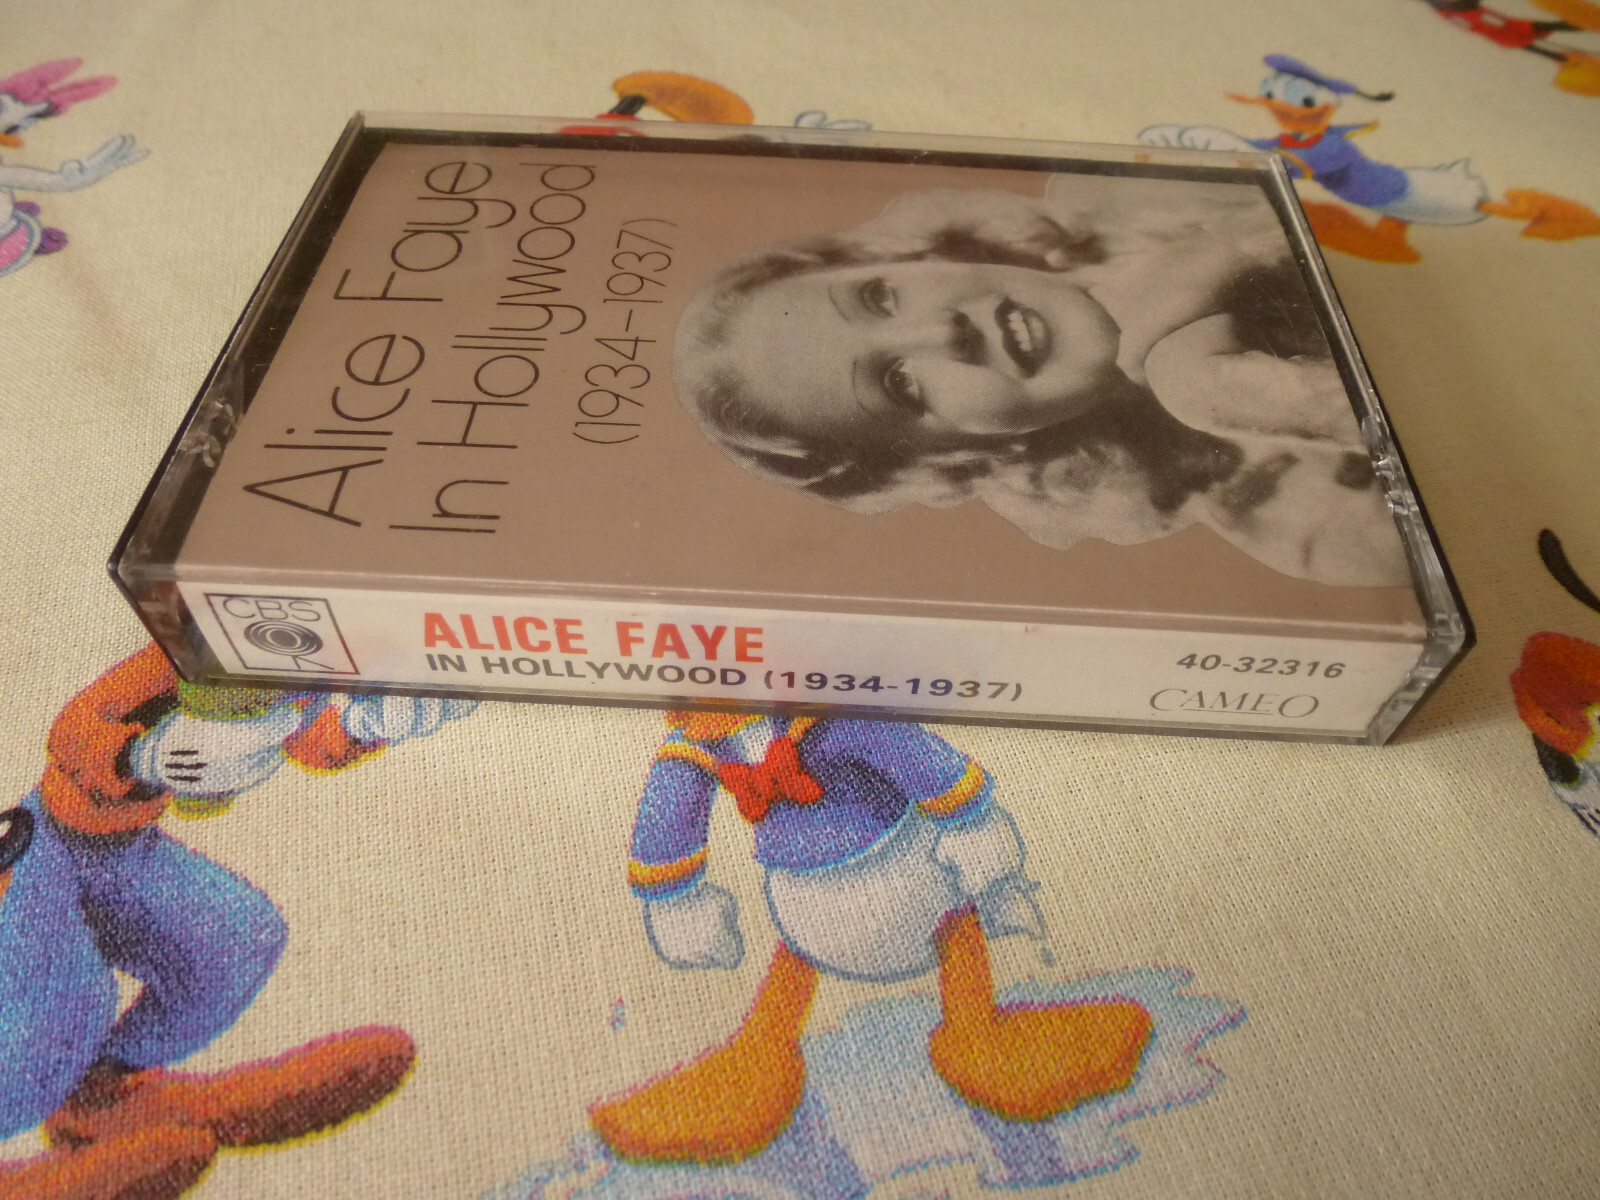 Alice Faye
In Hollywood
(1934-1937)
CBS
ALICE FAYE
IN HOLLYWOOD (1934-1937)
40-32316
CAMEO